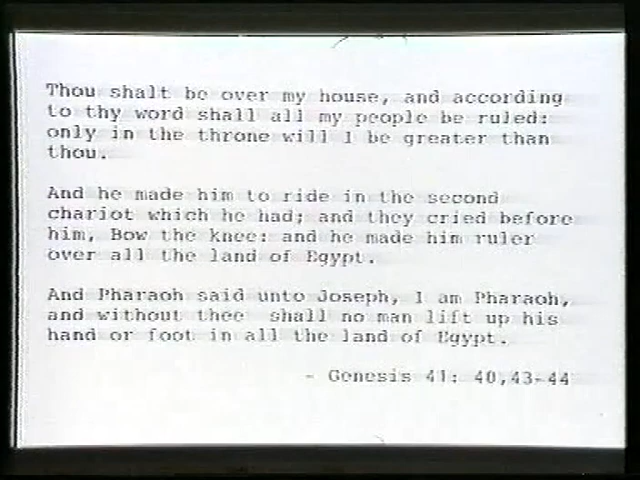 Thou shalt be over my house, and according
to thy word shall all my people be ruled:
only in the throne will I be greater than
thou.
And he made him to ride in the second
chariot which he had; and they cried before
him, Bow the knee: and he made him ruler
over all the land of Egypt.
And Pharaoh said unto Joseph, I am Pharaoh,
and without thee shall no man lift up his
hand or foot in all the land of Egypt.
- Genesis 41: 40,43-44